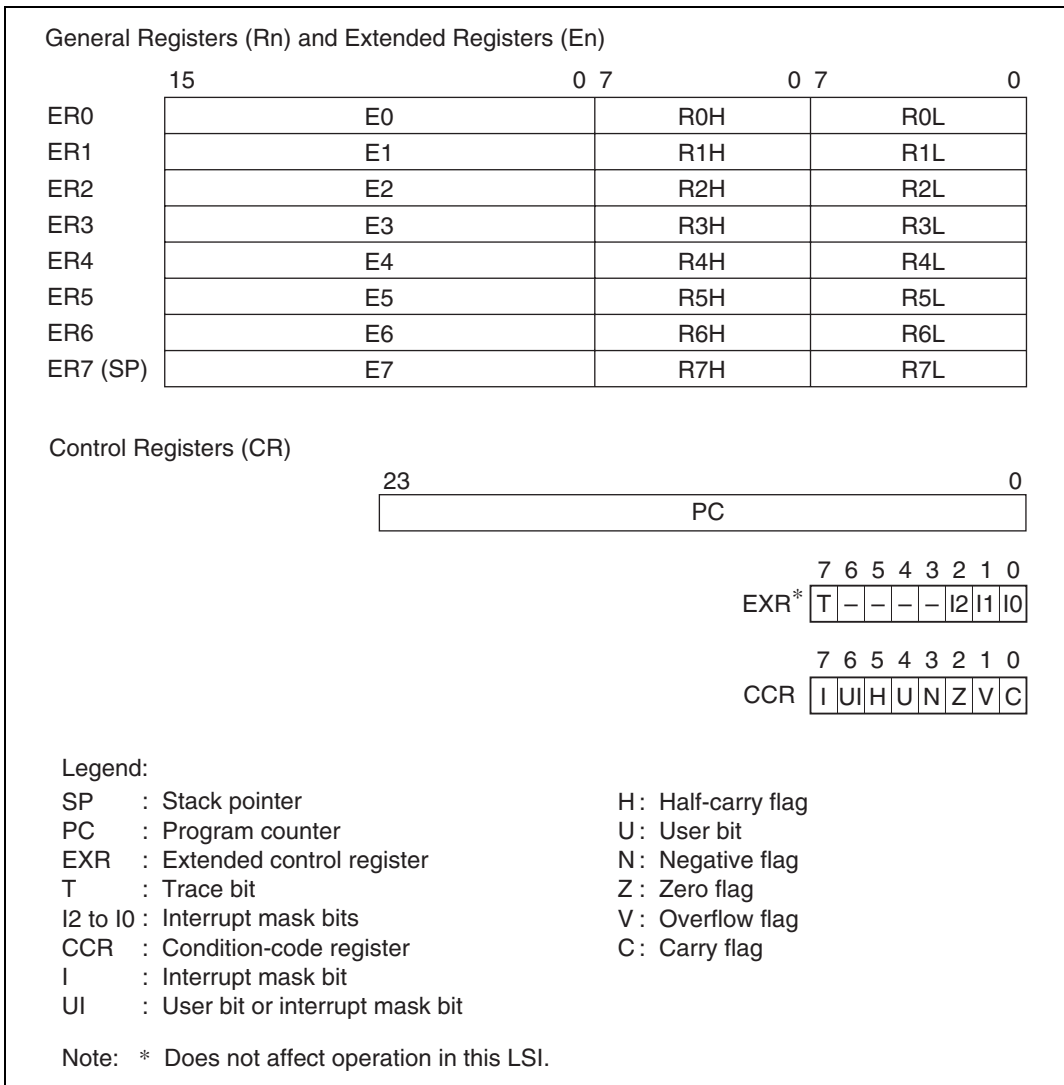 General Registers (Rn) and Extended Registers (En)
15 0 7 0 7 0
ER0 E0 R0H R0L
ER1 E1 R1H R1L
ER2 E2 R2H R2L
ER3 E3 R3H R3L
ER4 E4 R4H R4L
ER5 E5 R5H R5L
ER6 E6 R6H R6L
ER7 (SP) E7 R7H R7L
Control Registers (CR)
23 0
PC
7 6 5 4 3 2 1 0
EXR* T – – – – I2 I1 I0
7 6 5 4 3 2 1 0
CCR I UI H U N Z V C
Legend:
SP : Stack pointer
PC : Program counter
EXR : Extended control register
T : Trace bit
I2 to I0 : Interrupt mask bits
CCR : Condition-code register
I : Interrupt mask bit
UI : User bit or interrupt mask bit
H : Half-carry flag
U : User bit
N : Negative flag
Z : Zero flag
V : Overflow flag
C : Carry flag
Note: * Does not affect operation in this LSI.